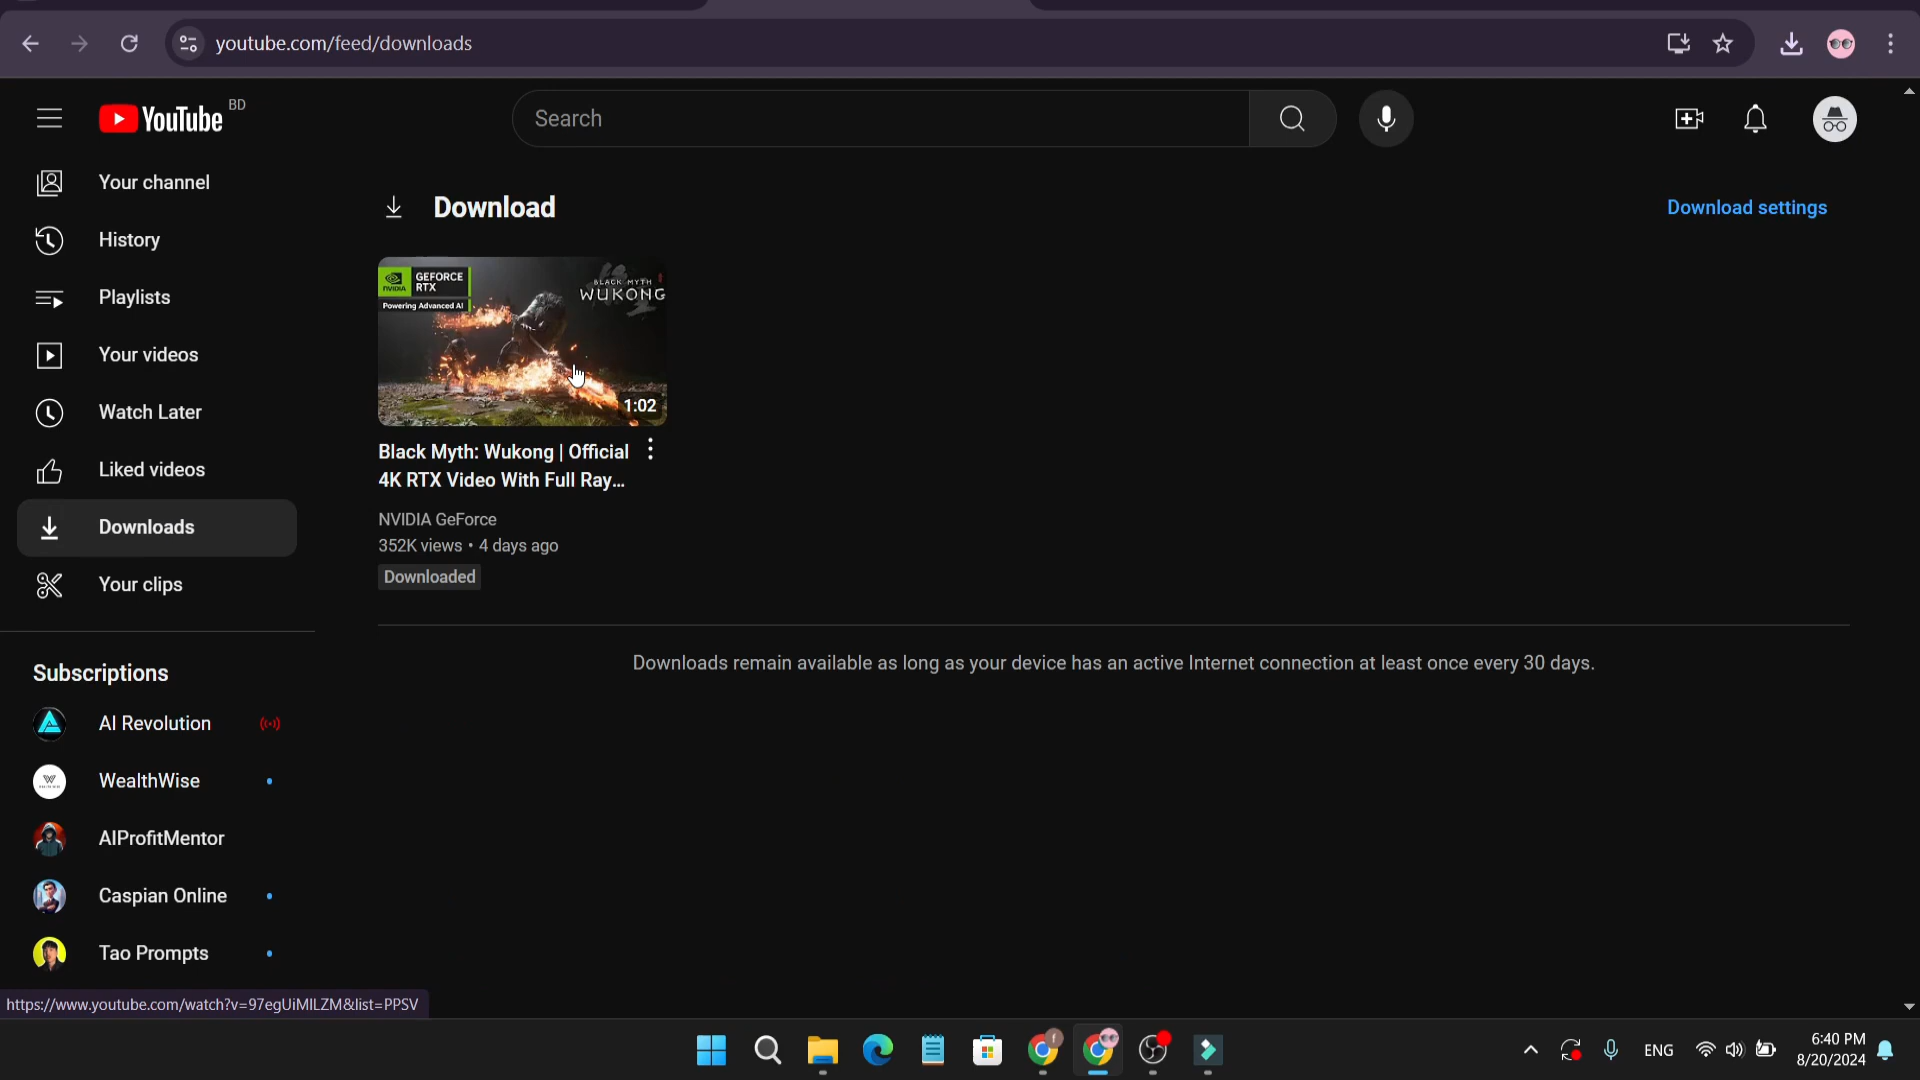 youtube.com/feed/downloads
YouTube BD
Search
Your channel
History
Playlists
Your videos
Watch Later
Liked videos
Downloads
Your clips
Subscriptions
AI Revolution
WealthWise
AIProfitMentor
Caspian Online
Tao Prompts
Download
Download settings
NVIDIA
GEFORCE
RTX
Powering Advanced AI
BLACK MYTH
WUKONG
1:02
Black Myth: Wukong | Official
4K RTX Video With Full Ray...
NVIDIA GeForce
352K views • 4 days ago
Downloaded
Downloads remain available as long as your device has an active Internet connection at least once every 30 days.
https://www.youtube.com/watch?v=97egUiMILZM&list=PPSV
ENG
6:40 PM
8/20/2024